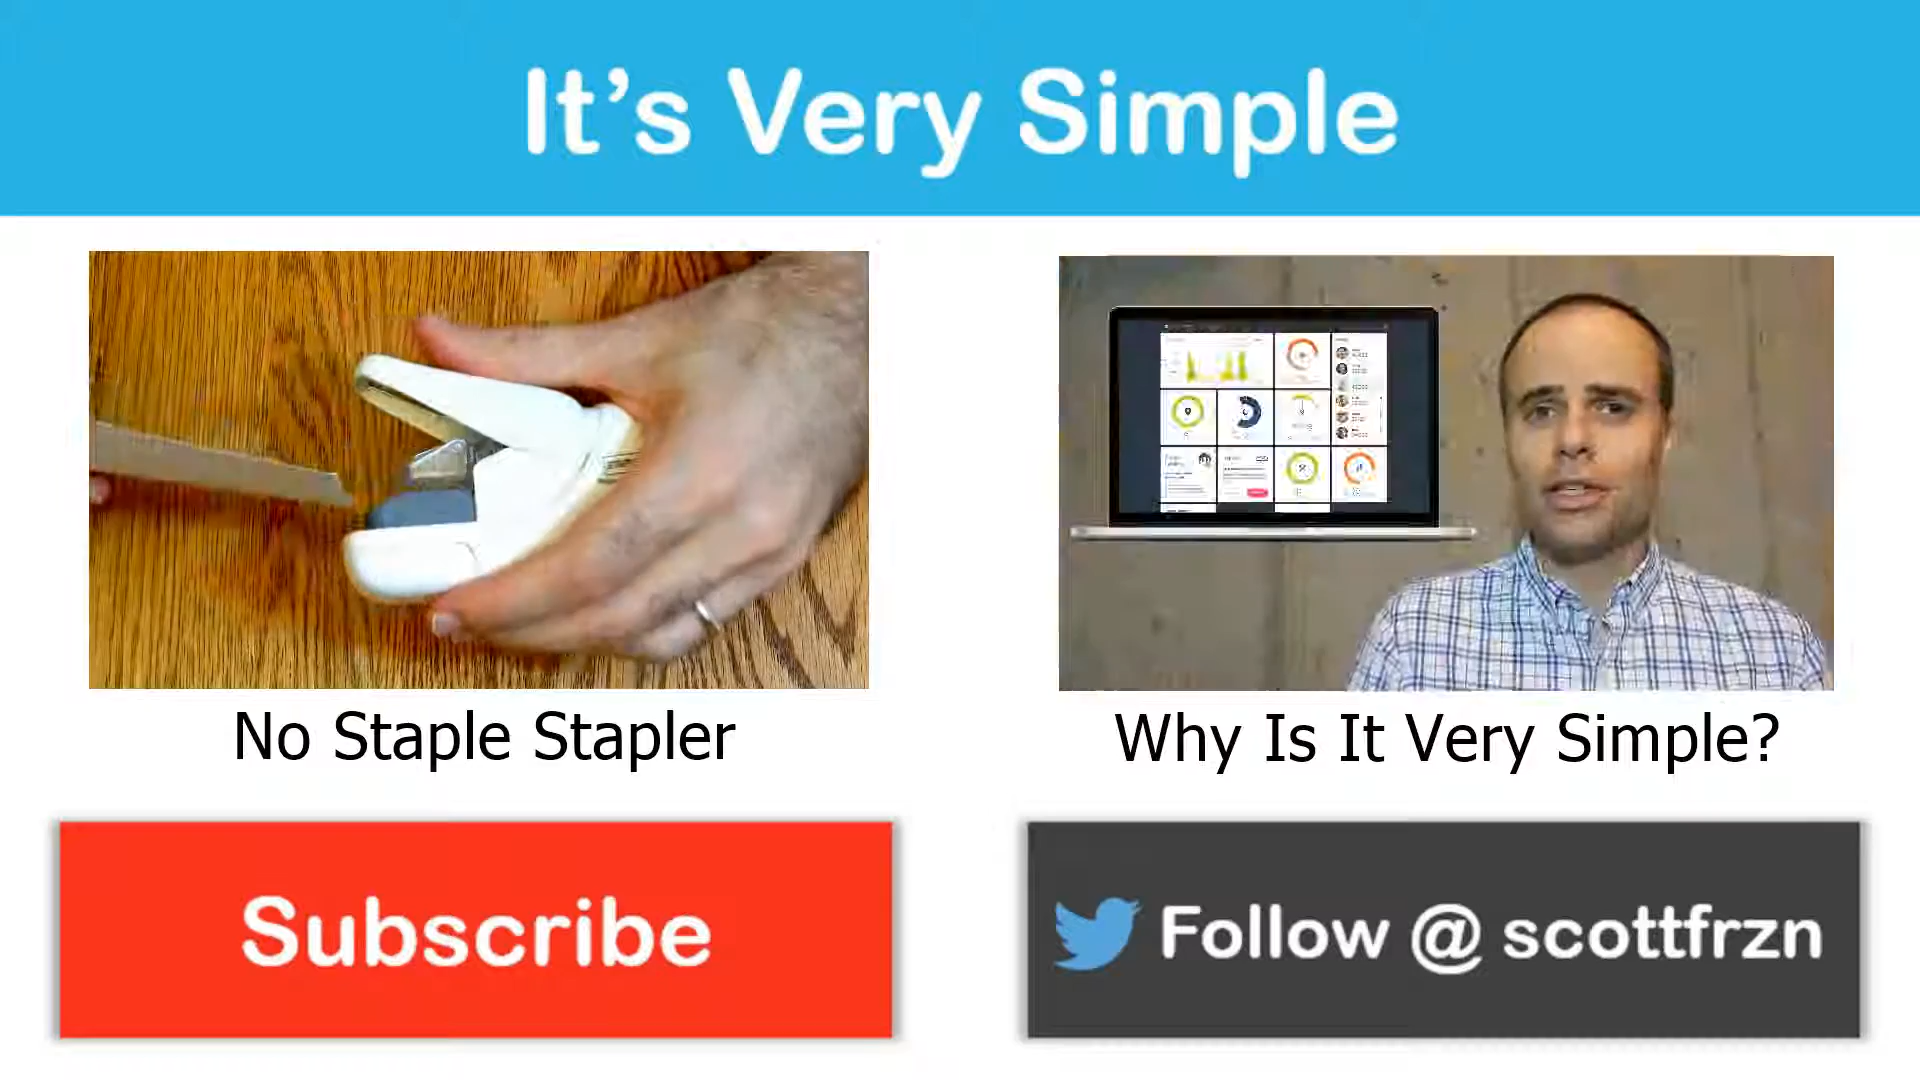 It's Very Simple
No Staple Stapler
Why Is It Very Simple?
Subscribe
Follow @ scottfrzn